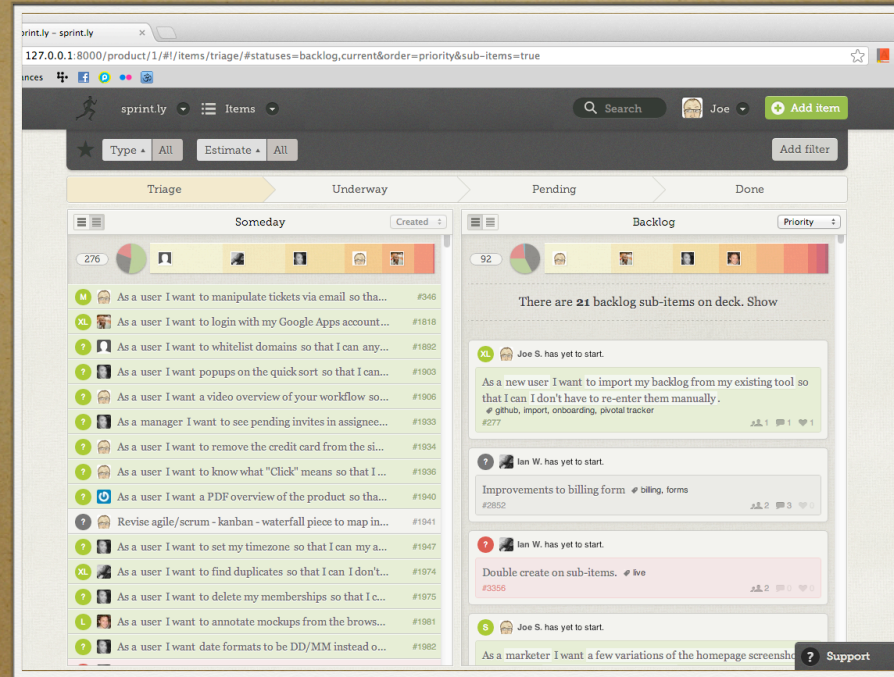 print.ly – sprint.ly
127.0.0.1:8000/product/1/#!/items/triage/#statuses=backlog,current&order=priority&sub-items=true
ances
sprint.ly
Items
Search
Joe
Add item
Type
All
Estimate
All
Add filter
Triage
Underway
Pending
Done
Someday
Created
276
M As a user I want to manipulate tickets via email so tha... #346
XL As a user I want to login with my Google Apps account... #1818
? As a user I want to whitelist domains so that I can any... #1892
? As a user I want popups on the quick sort so that I can... #1903
? As a user I want a video overview of your workflow so... #1906
? As a manager I want to see pending invites in assignee... #1933
? As a user I want to remove the credit card from the si... #1934
? As a user I want to know what "Click" means so that I ... #1936
? As a user I want a PDF overview of the product so tha... #1940
? Revise agile/scrum - kanban - waterfall piece to map in... #1941
? As a user I want to set my timezone so that I can my a... #1947
XL As a user I want to find duplicates so that I can I don't... #1974
? As a user I want to delete my memberships so that I c... #1975
L As a user I want to annotate mockups from the brows... #1981
? As a user I want date formats to be DD/MM instead o... #1982
Backlog
Priority
92
There are 21 backlog sub-items on deck. Show
XL Joe S. has yet to start.
As a new user I want to import my backlog from my existing tool so
that I can I don't have to re-enter them manually.
github, import, onboarding, pivotal tracker
#277 1 1 1
? Ian W. has yet to start.
Improvements to billing form billing, forms
#2852 2 3 0
? Ian W. has yet to start.
Double create on sub-items. live
#3356 2 0 0
S Joe S. has yet to start.
As a marketer I want a few variations of the homepage screensho
? Support